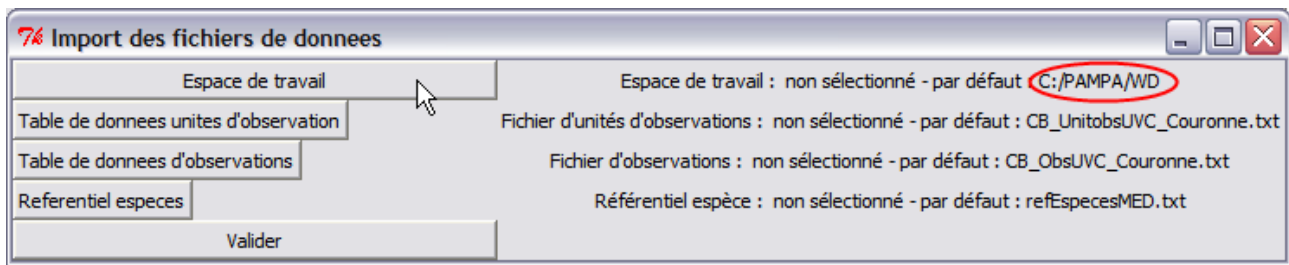 Import des fichiers de donnees
Espace de travail Espace de travail : non sélectionné - par défaut : C:/PAMPA/WD
Table de donnees unites d'observation Fichier d'unités d'observations : non sélectionné - par défaut : CB_UnitobsUVC_Couronne.txt
Table de donnees d'observations Fichier d'observations : non sélectionné - par défaut : CB_ObsUVC_Couronne.txt
Referentiel especes Référentiel espèce : non sélectionné - par défaut : refEspecesMED.txt
Valider